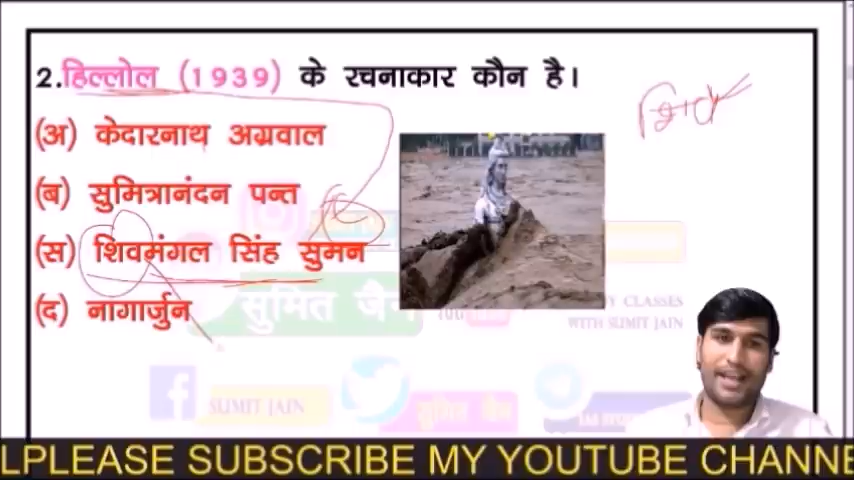 2.हिल्लोल (1939) के रचनाकार कौन है।
(अ) केदारनाथ अग्रवाल
(ब) सुमित्रानंदन पन्त
(स) शिवमंगल सिंह सुमन
(द) नागार्जुन
सुमित जैन
Y CLASSES
WITH SUMIT JAIN
SUMIT JAIN
सुमित जैन
LPLEASE SUBSCRIBE MY YOUTUBE CHANNE